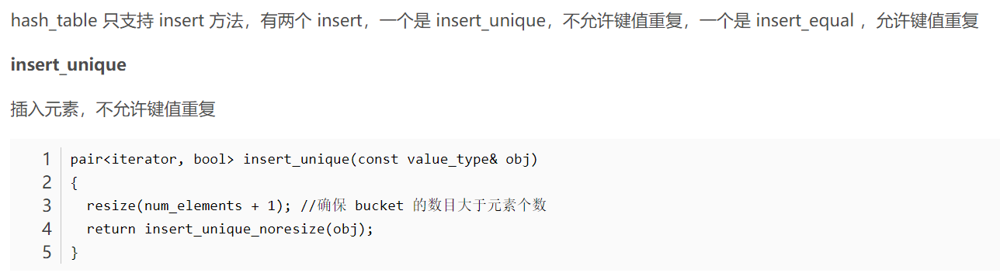 hash_table 只支持 insert 方法，有两个 insert，一个是 insert_unique，不允许键值重复，一个是 insert_equal ，允许键值重复
insert_unique
插入元素，不允许键值重复
1 pair<iterator, bool> insert_unique(const value_type& obj)
2 {
3   resize(num_elements + 1); //确保 bucket 的数目大于元素个数
4   return insert_unique_noresize(obj);
5 }